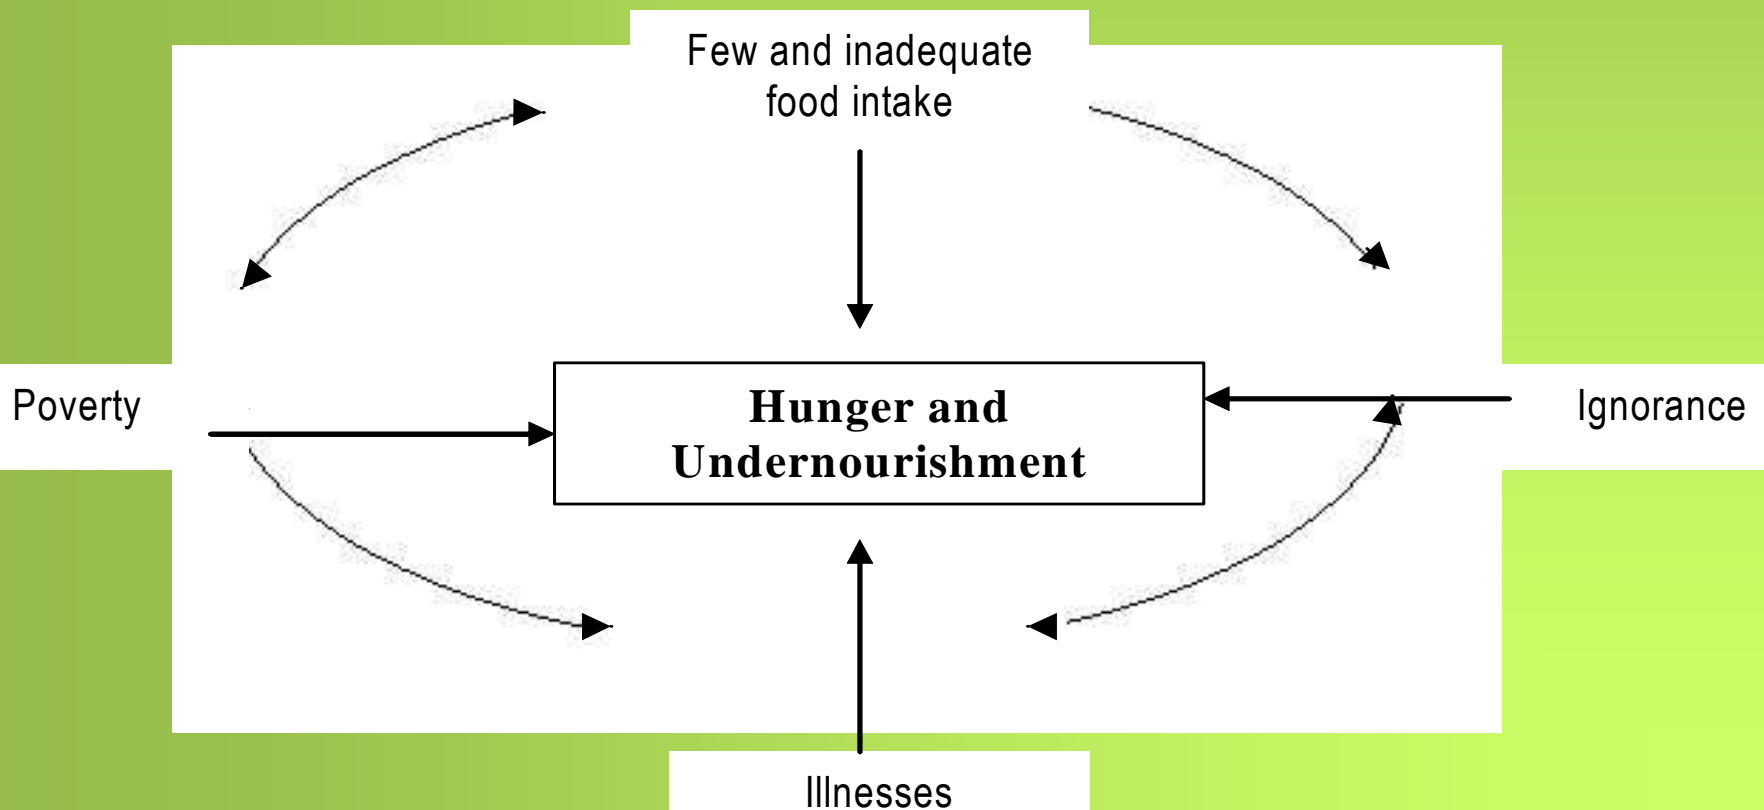 Few and inadequate
food intake
Poverty
Hunger and
Undernourishment
Ignorance
Illnesses